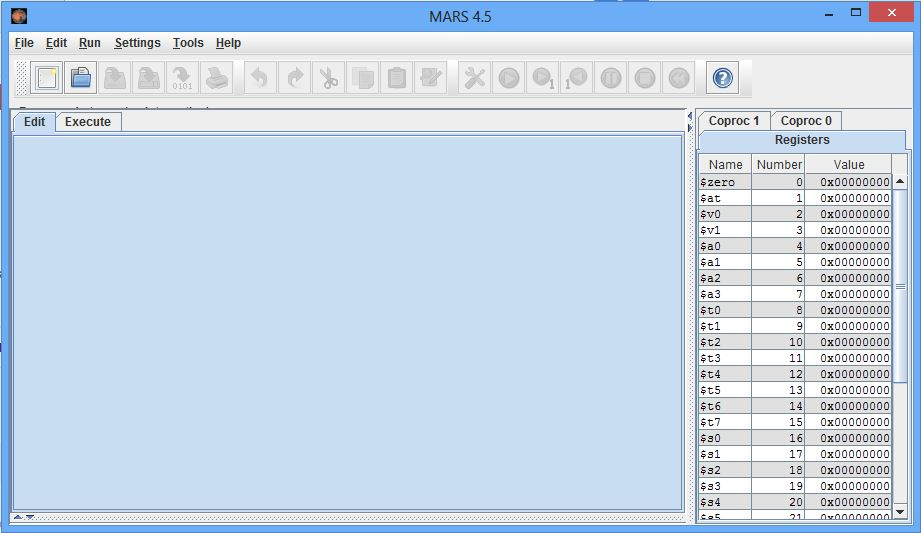 MARS 4.5
File Edit Run Settings Tools Help
0101 1 1 ?
Edit Execute
Coproc 1 Coproc 0
Registers
Name Number Value
$zero 0 0x00000000
$at 1 0x00000000
$v0 2 0x00000000
$v1 3 0x00000000
$a0 4 0x00000000
$a1 5 0x00000000
$a2 6 0x00000000
$a3 7 0x00000000
$t0 8 0x00000000
$t1 9 0x00000000
$t2 10 0x00000000
$t3 11 0x00000000
$t4 12 0x00000000
$t5 13 0x00000000
$t6 14 0x00000000
$t7 15 0x00000000
$s0 16 0x00000000
$s1 17 0x00000000
$s2 18 0x00000000
$s3 19 0x00000000
$s4 20 0x00000000
$s5 21 0x00000000